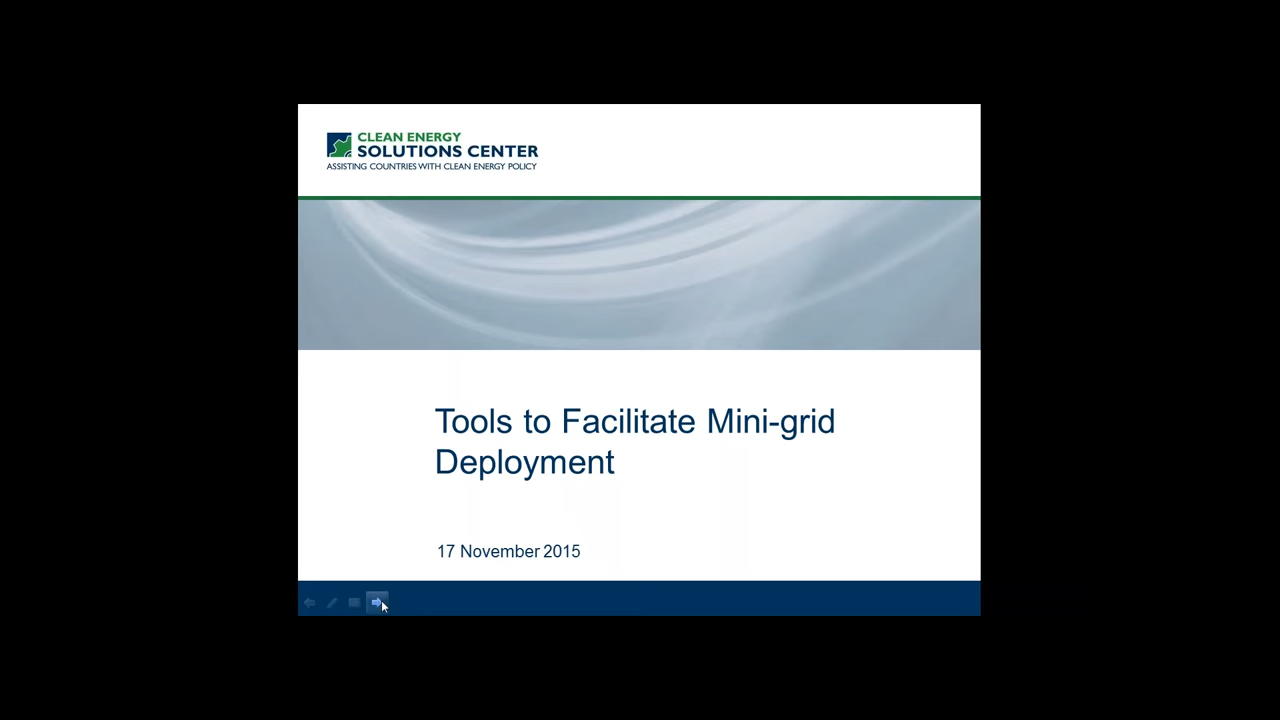 CLEAN ENERGY
SOLUTIONS CENTER
ASSISTING COUNTRIES WITH CLEAN ENERGY POLICY
Tools to Facilitate Mini-grid
Deployment
17 November 2015